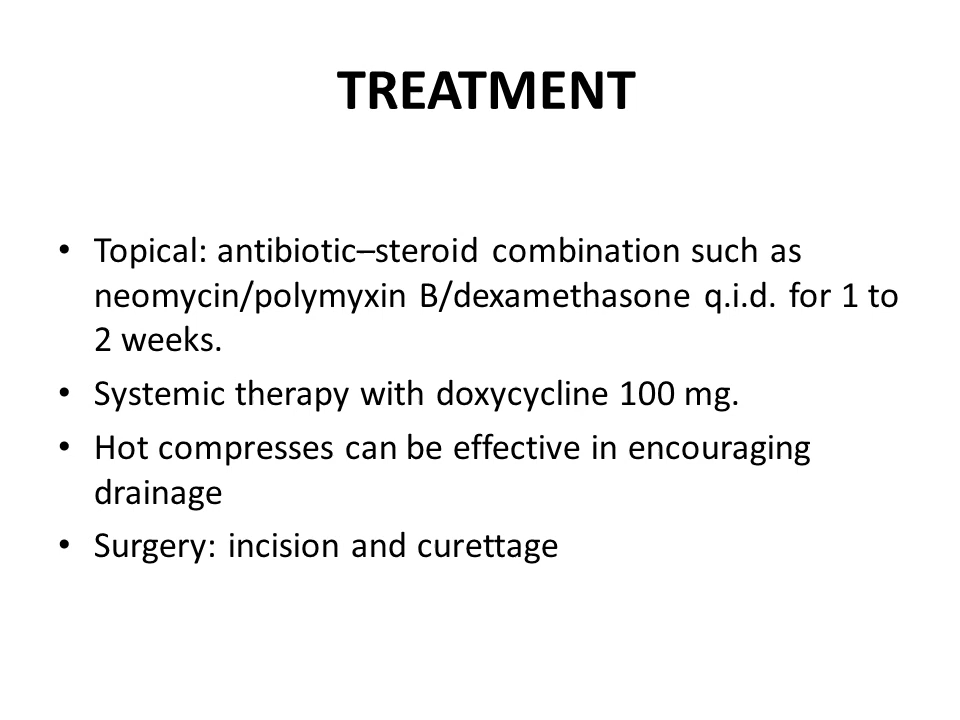 TREATMENT
• Topical: antibiotic–steroid combination such as
neomycin/polymyxin B/dexamethasone q.i.d. for 1 to
2 weeks.
• Systemic therapy with doxycycline 100 mg.
• Hot compresses can be effective in encouraging
drainage
• Surgery: incision and curettage